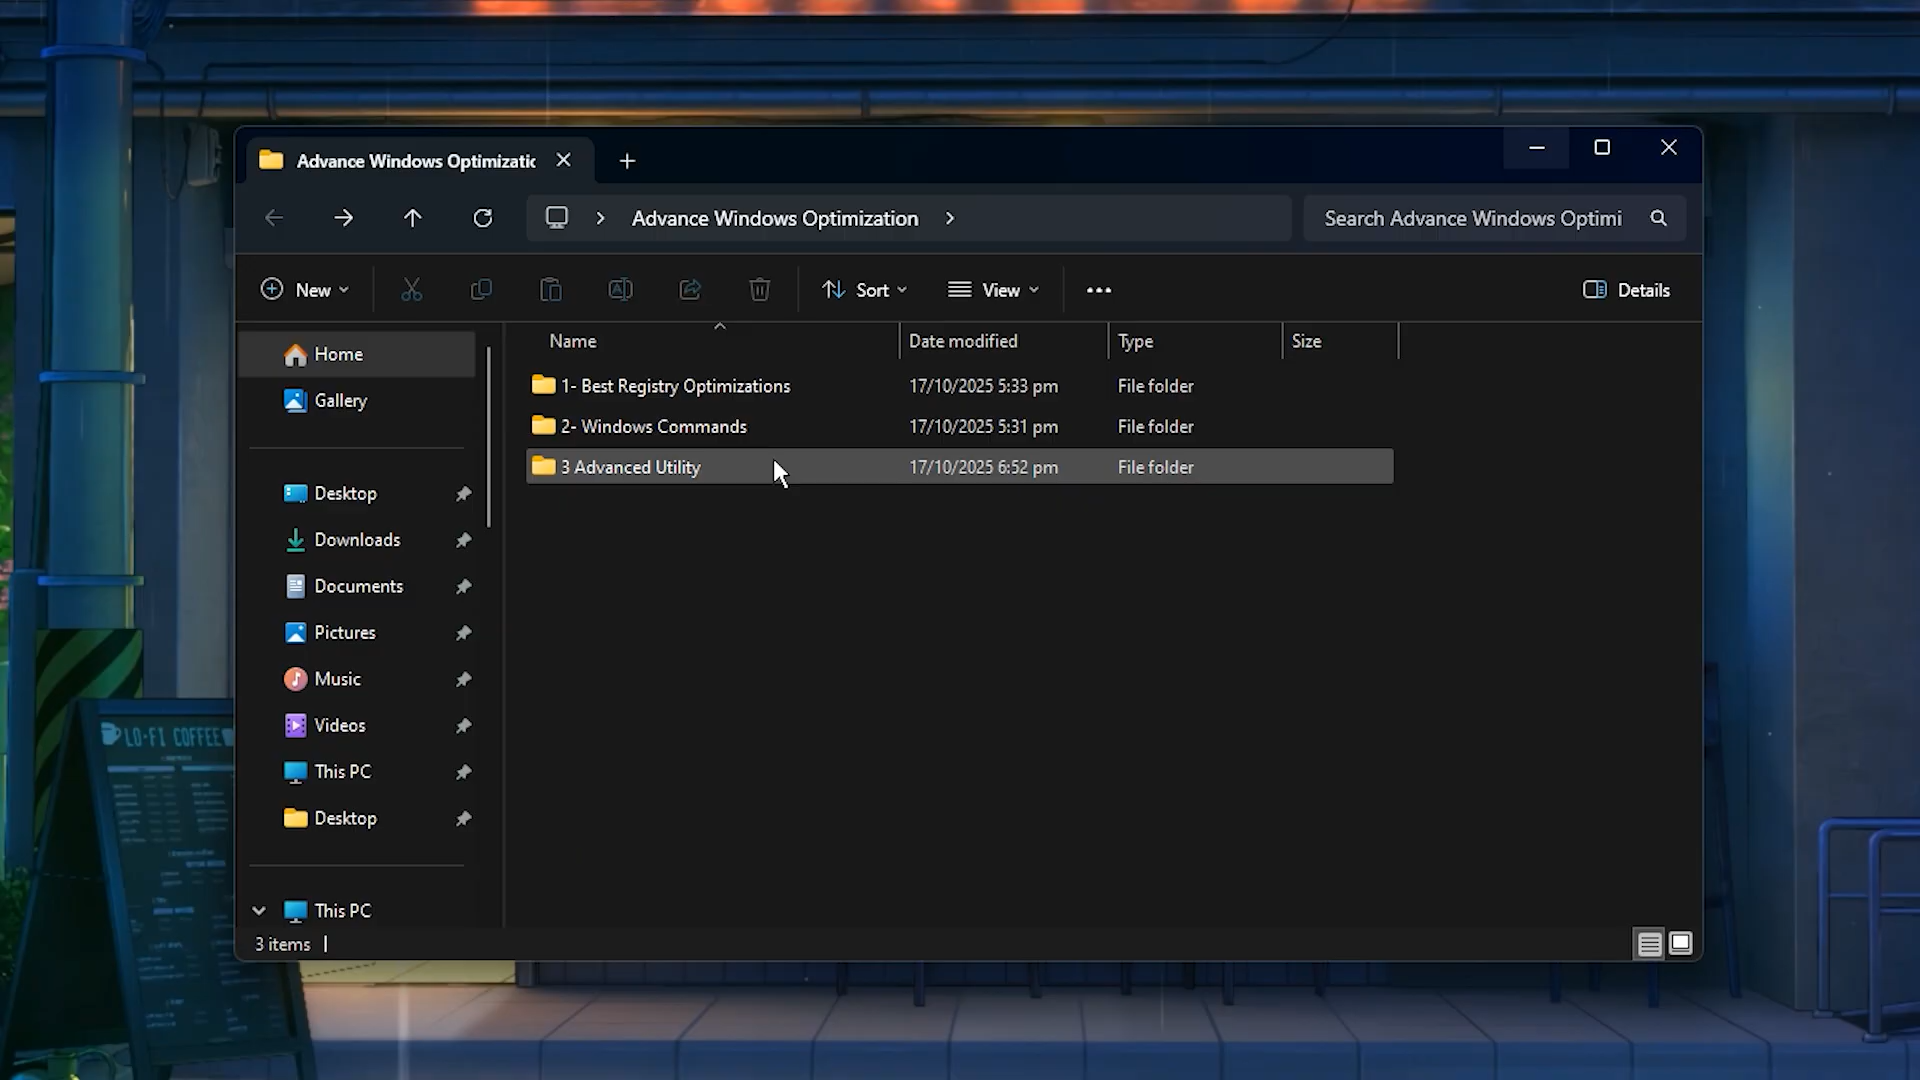 Advance Windows Optimizatic
Advance Windows Optimization
Search Advance Windows Optimi
New
Sort
View
Details
Name
Date modified
Type
Size
1- Best Registry Optimizations
17/10/2025 5:33 pm
File folder
2- Windows Commands
17/10/2025 5:31 pm
File folder
3 Advanced Utility
17/10/2025 6:52 pm
File folder
Home
Gallery
Desktop
Downloads
Documents
Pictures
Music
Videos
This PC
Desktop
This PC
3 items
LO-FI COFFEE